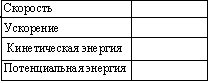 Скорость
Ускорение
Кинетическая энергия
Потенциальная энергия